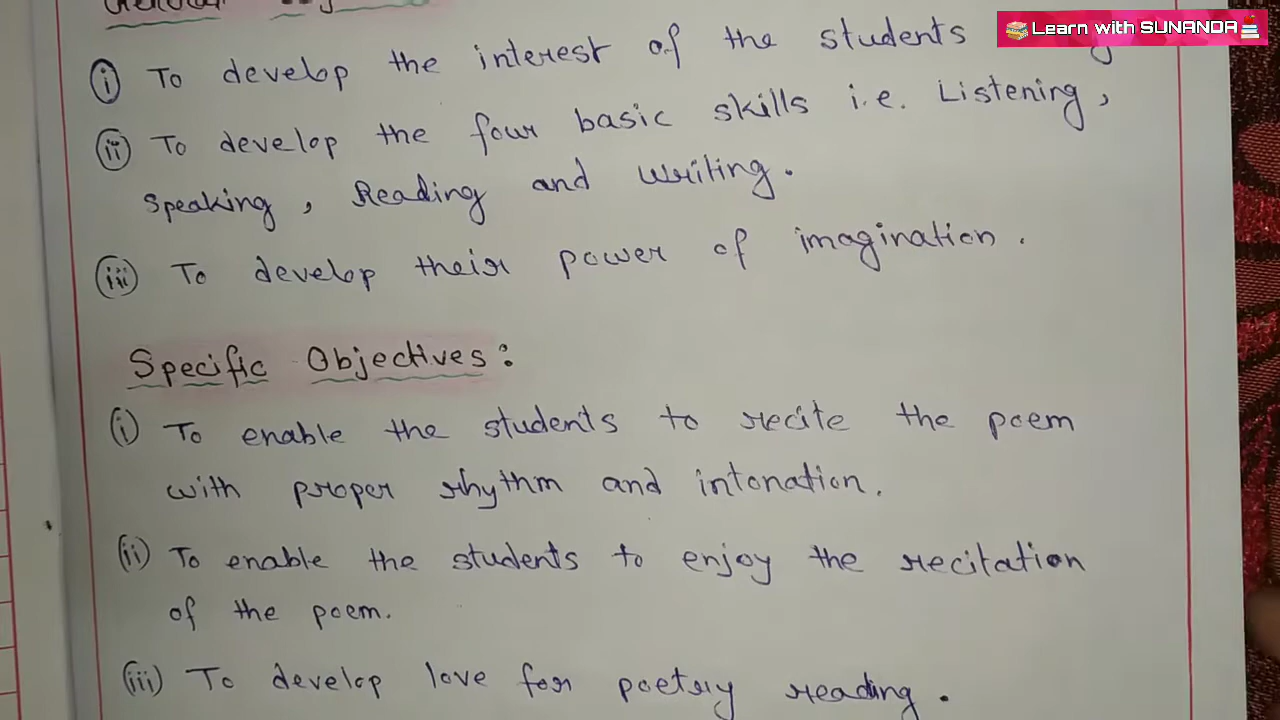 Learn with SUNANDA
General
(i) To develop the interest of the students
(ii) To develop the four basic skills i.e. Listening,
Speaking, Reading and Writing.
(iii) To develop their power of imagination.
Specific Objectives:
(i) To enable the students to recite the poem
with proper rhythm and intonation.
(ii) To enable the students to enjoy the recitation
of the poem.
(iii) To develop love for poetry reading.